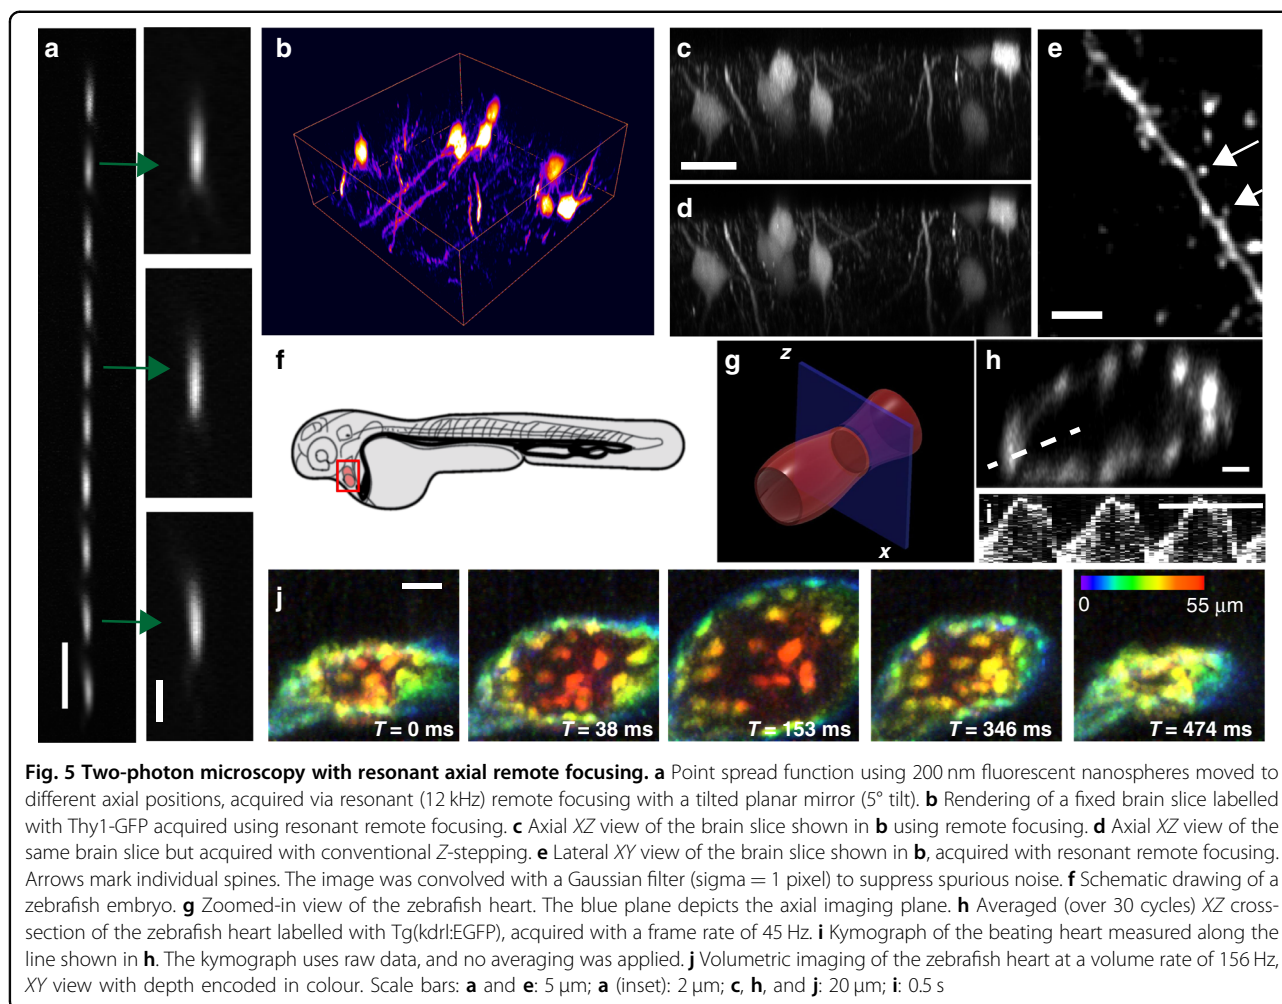 a
b
c
d
e
f
g
z
x
h
i
j
0
55 μm
T = 0 ms
T = 38 ms
T = 153 ms
T = 346 ms
T = 474 ms
Fig. 5 Two-photon microscopy with resonant axial remote focusing. a Point spread function using 200 nm fluorescent nanospheres moved to
different axial positions, acquired via resonant (12 kHz) remote focusing with a tilted planar mirror (5° tilt). b Rendering of a fixed brain slice labelled
with Thy1-GFP acquired using resonant remote focusing. c Axial XZ view of the brain slice shown in b using remote focusing. d Axial XZ view of the
same brain slice but acquired with conventional Z-stepping. e Lateral XY view of the brain slice shown in b, acquired with resonant remote focusing.
Arrows mark individual spines. The image was convolved with a Gaussian filter (sigma = 1 pixel) to suppress spurious noise. f Schematic drawing of a
zebrafish embryo. g Zoomed-in view of the zebrafish heart. The blue plane depicts the axial imaging plane. h Averaged (over 30 cycles) XZ cross-
section of the zebrafish heart labelled with Tg(kdrl:EGFP), acquired with a frame rate of 45 Hz. i Kymograph of the beating heart measured along the
line shown in h. The kymograph uses raw data, and no averaging was applied. j Volumetric imaging of the zebrafish heart at a volume rate of 156 Hz,
XY view with depth encoded in colour. Scale bars: a and e: 5 μm; a (inset): 2 μm; c, h, and j: 20 μm; i: 0.5 s